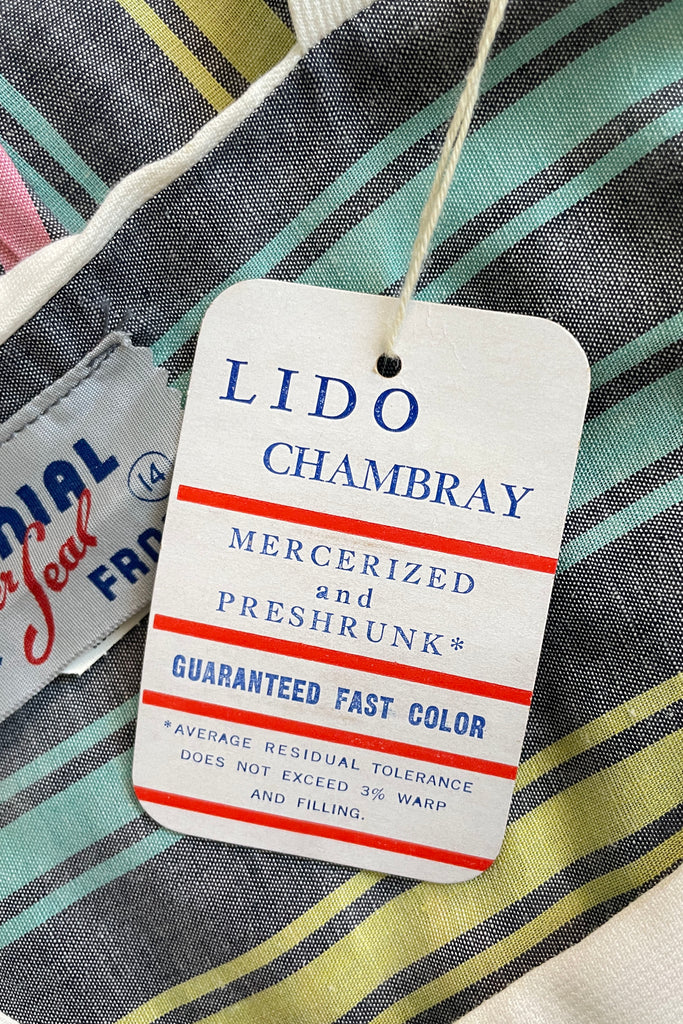 LIDO
CHAMBRAY
MERCERIZED
and
PRESHRUNK*
GUARANTEED FAST COLOR
*AVERAGE RESIDUAL TOLERANCE
DOES NOT EXCEED 3% WARP
AND FILLING.
14
Seal